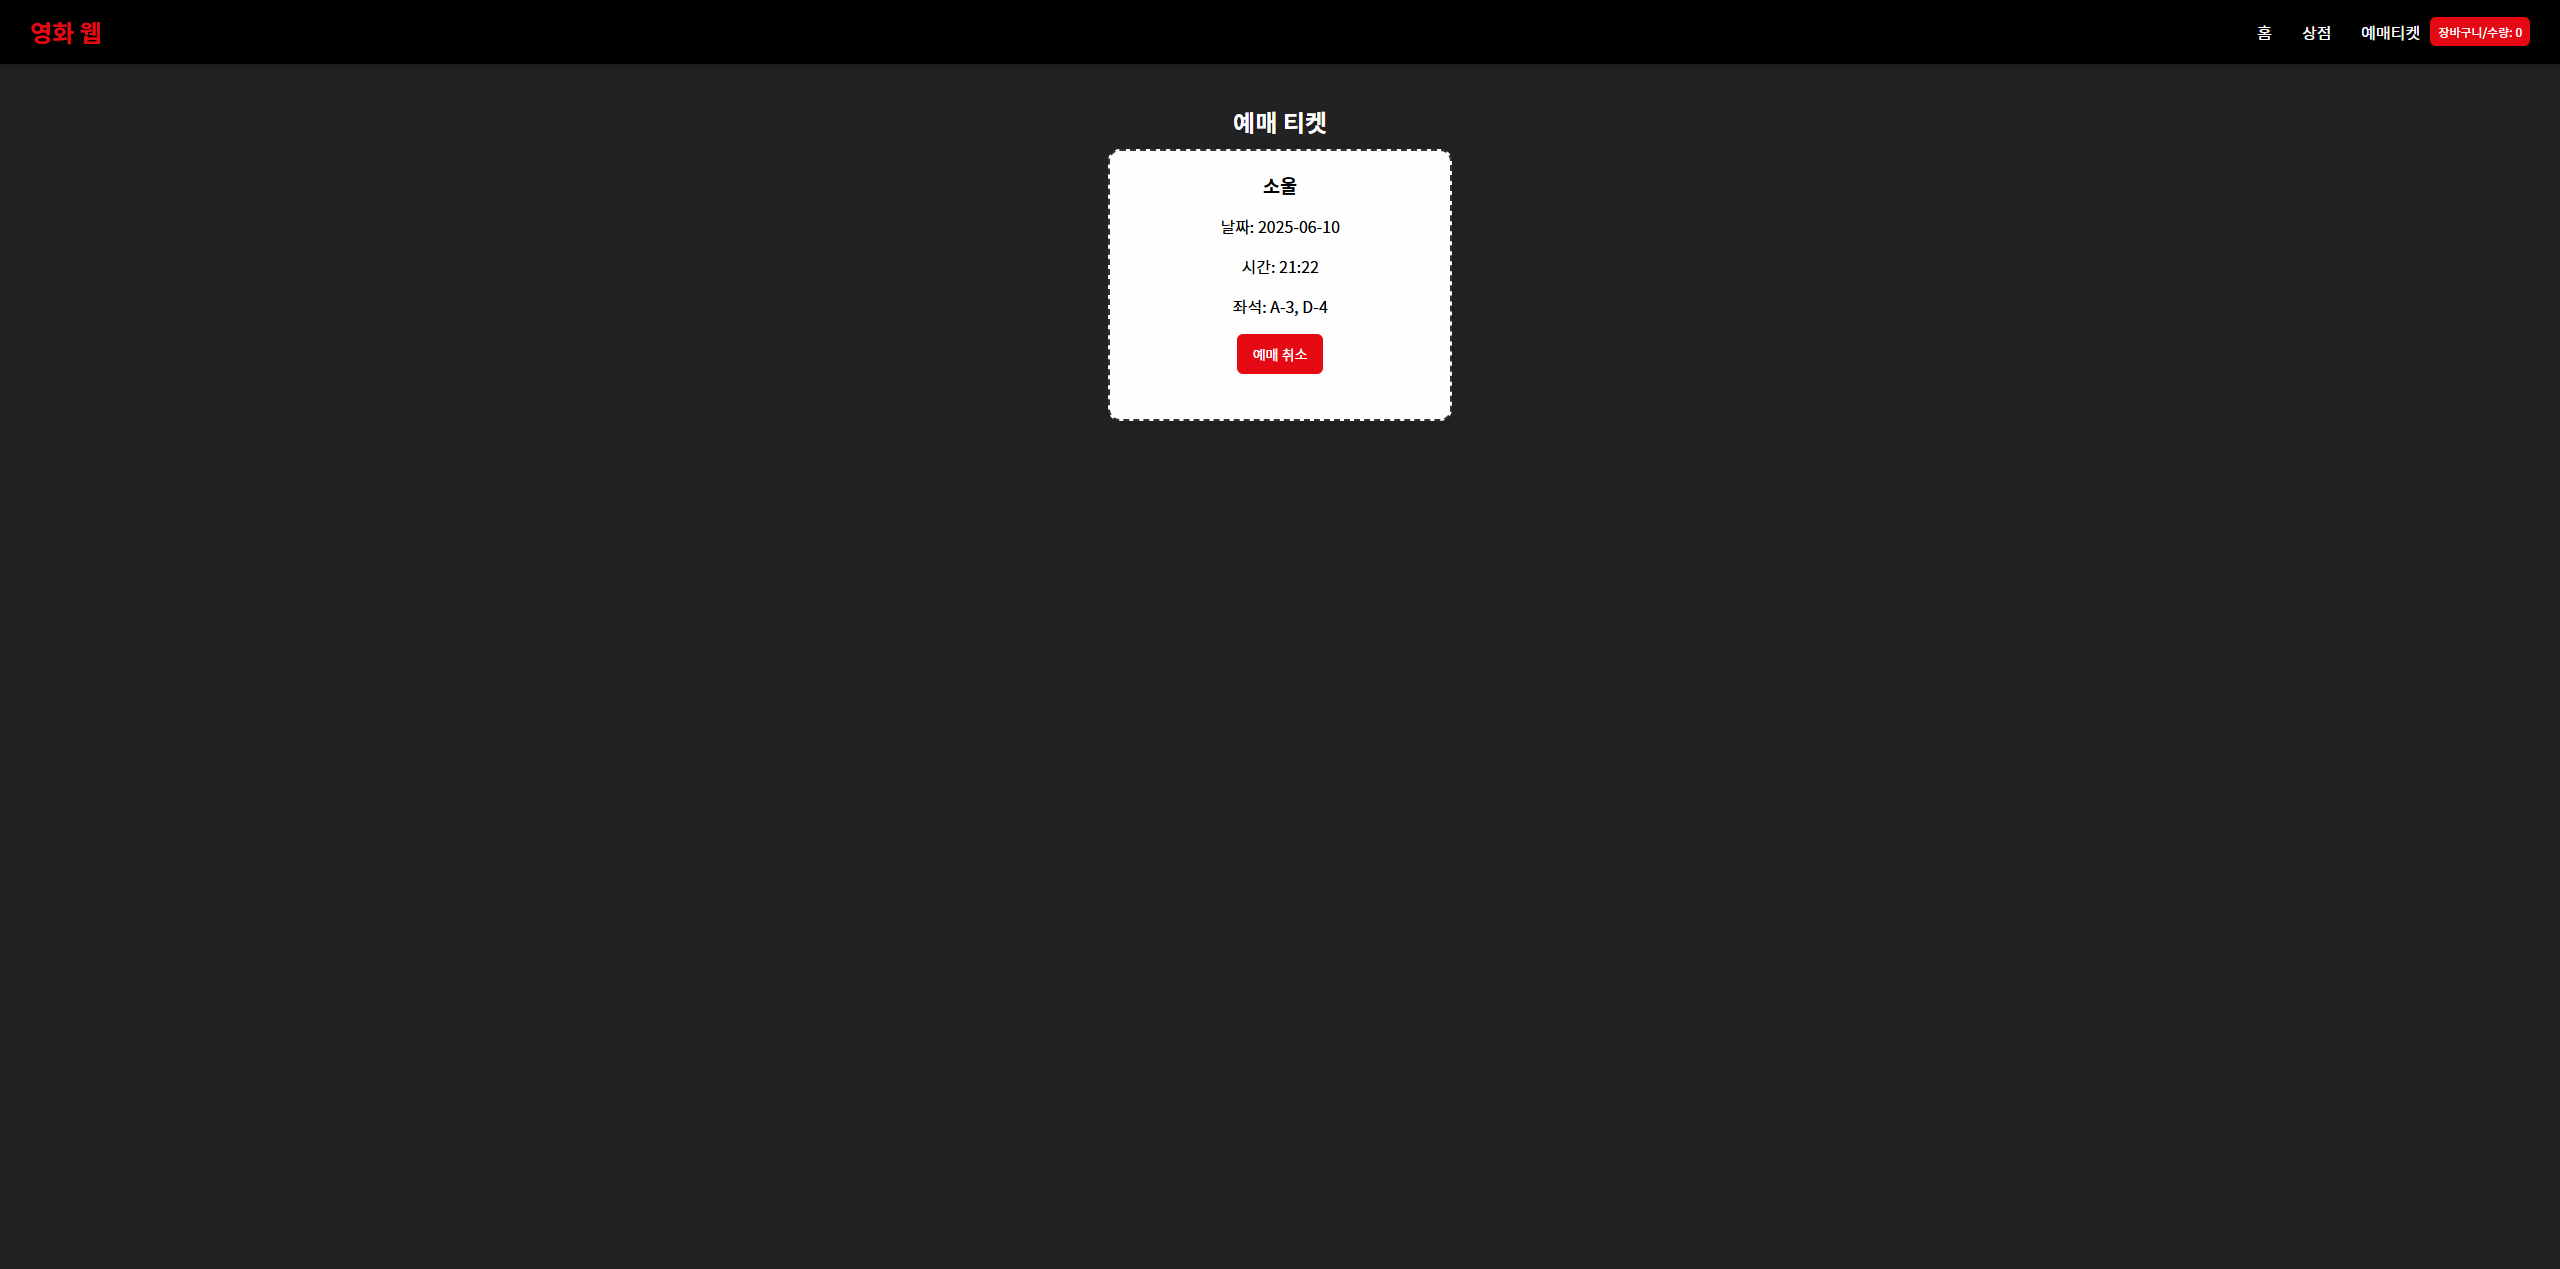 영화 웹
홈 상점 예매티켓 장바구니/수량: 0
예매 티켓
소울
날짜: 2025-06-10
시간: 21:22
좌석: A-3, D-4
예매 취소